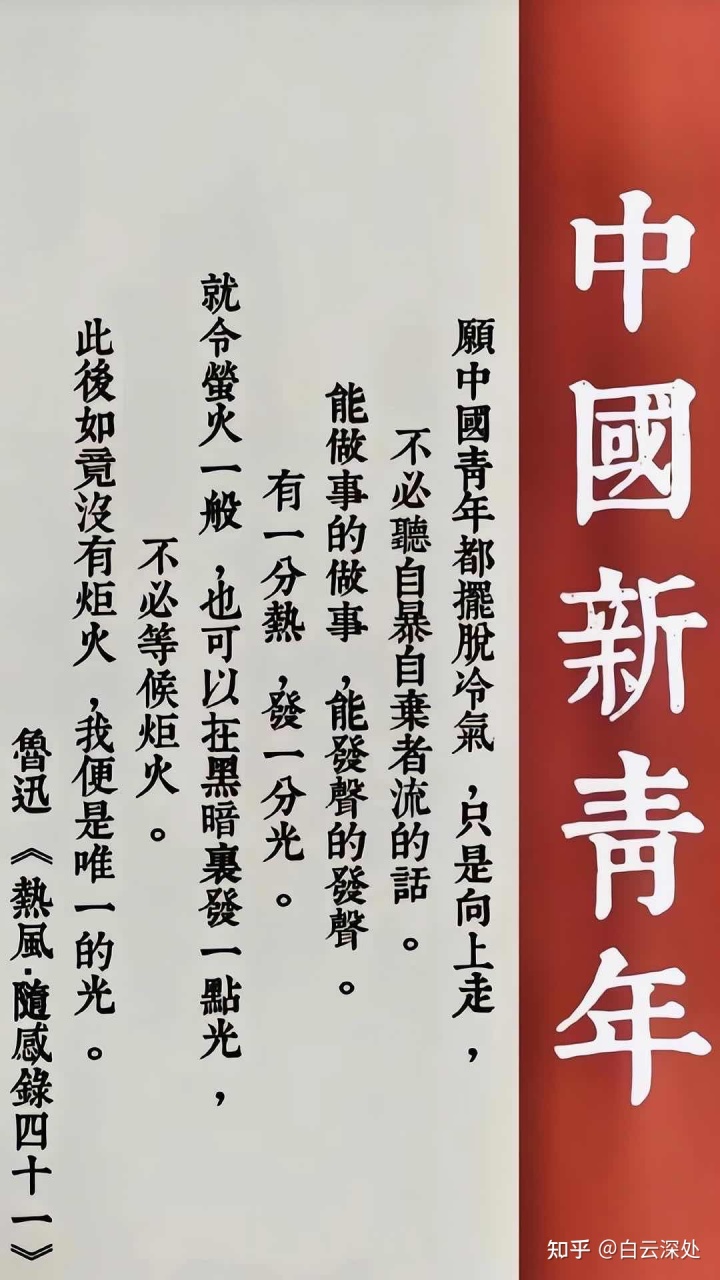 中國新青年
願中國青年都擺脫冷氣，只是向上走，
不必聽自暴自棄者流的話。
能做事的做事，能發聲的發聲。
有一分熱，發一分光。
就令螢火一般，也可以在黑暗裏發一點光，
不必等候炬火。
此後如竟沒有炬火，我便是唯一的光。
魯迅《熱風·隨感錄四十一》
知乎 @白云深处